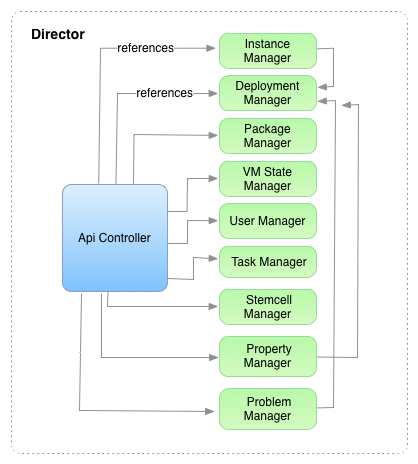 Director
references
Instance
Manager
references
Deployment
Manager
Package
Manager
VM State
Manager
Api Controller
User Manager
Task Manager
Stemcell
Manager
Property
Manager
Problem
Manager